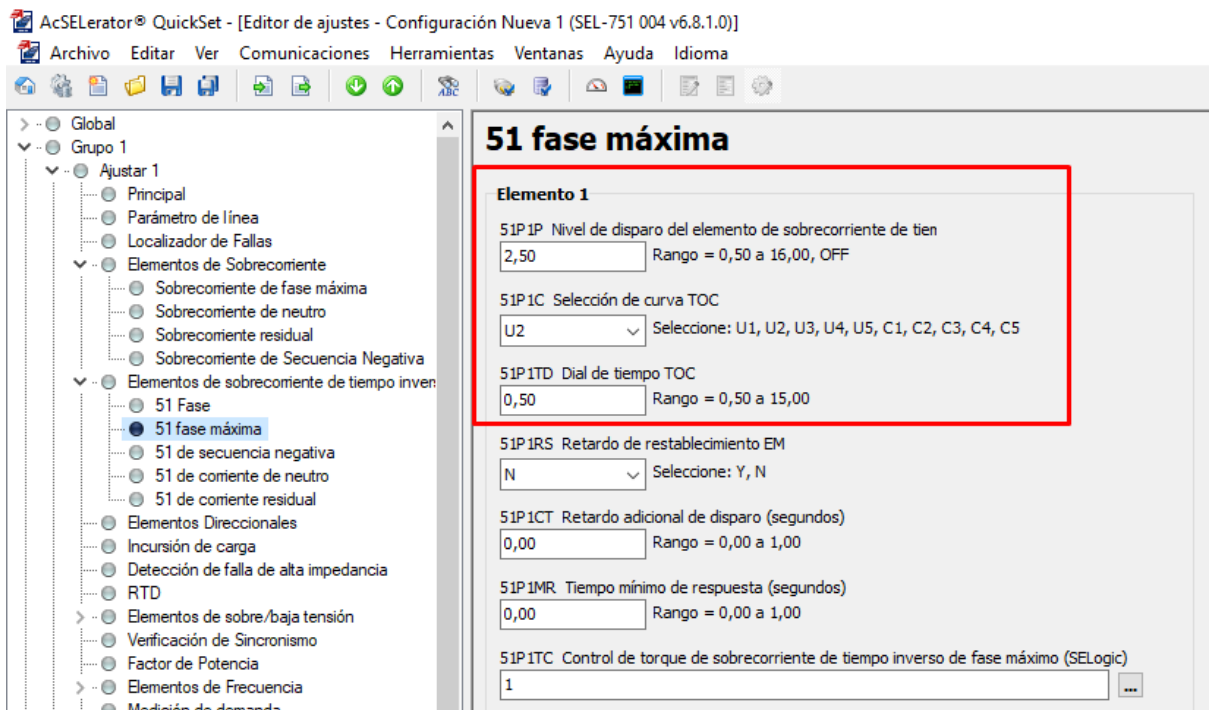 AcSELerator® QuickSet - [Editor de ajustes - Configuración Nueva 1 (SEL-751 004 v6.8.1.0)]
Archivo Editar Ver Comunicaciones Herramientas Ventanas Ayuda Idioma
Global
Grupo 1
Ajustar 1
Principal
Parámetro de línea
Localizador de Fallas
Elementos de Sobrecorriente
Sobrecorriente de fase máxima
Sobrecorriente de neutro
Sobrecorriente residual
Sobrecorriente de Secuencia Negativa
Elementos de sobrecorriente de tiempo inver
51 Fase
51 fase máxima
51 de secuencia negativa
51 de corriente de neutro
51 de corriente residual
Elementos Direccionales
Incursión de carga
Detección de falla de alta impedancia
RTD
Elementos de sobre/baja tensión
Verificación de Sincronismo
Factor de Potencia
Elementos de Frecuencia
Medición de demanda
51 fase máxima
Elemento 1
51P1P Nivel de disparo del elemento de sobrecorriente de tien
2,50 Rango = 0,50 a 16,00, OFF
51P1C Selección de curva TOC
U2 Seleccione: U1, U2, U3, U4, U5, C1, C2, C3, C4, C5
51P1TD Dial de tiempo TOC
0,50 Rango = 0,50 a 15,00
51P1RS Retardo de restablecimiento EM
N Seleccione: Y, N
51P1CT Retardo adicional de disparo (segundos)
0,00 Rango = 0,00 a 1,00
51P1MR Tiempo mínimo de respuesta (segundos)
0,00 Rango = 0,00 a 1,00
51P1TC Control de torque de sobrecorriente de tiempo inverso de fase máximo (SELogic)
1 ...